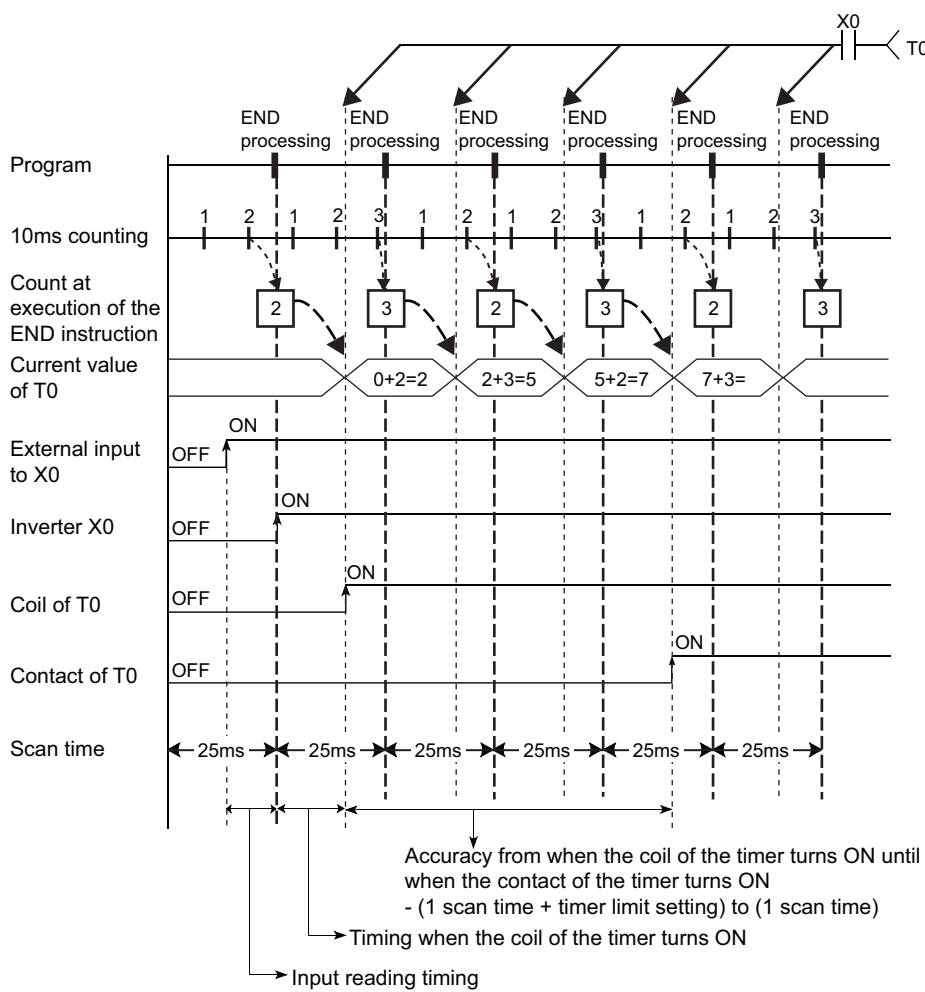 X0
T0
END processing END processing END processing END processing END processing END processing
Program
1 2 1 2 3 1 2 1 2 3 1 2 1 2 3
10ms counting
Count at
execution of the
END instruction
2 3 2 3 2 3
Current value
of T0
0+2=2 2+3=5 5+2=7 7+3=
External input
to X0
OFF ON
Inverter X0
OFF ON
Coil of T0
OFF ON
Contact of T0
OFF ON
Scan time
25ms 25ms 25ms 25ms 25ms 25ms
Accuracy from when the coil of the timer turns ON until
when the contact of the timer turns ON
- (1 scan time + timer limit setting) to (1 scan time)
Timing when the coil of the timer turns ON
Input reading timing